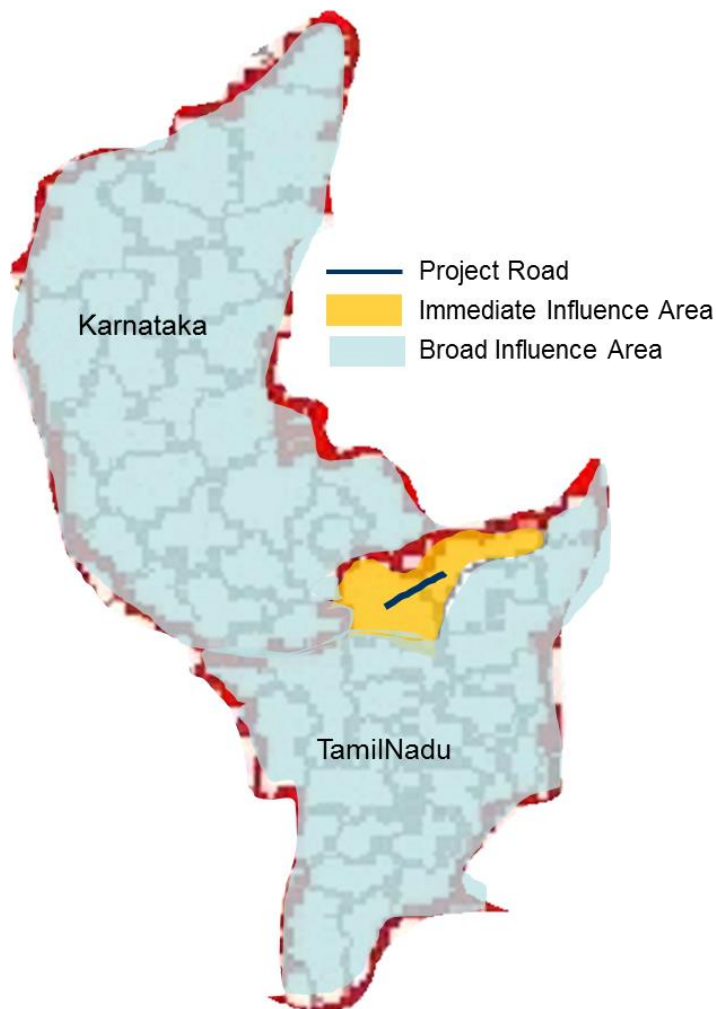 Project Road
Immediate Influence Area
Karnataka
Broad Influence Area
TamilNadu